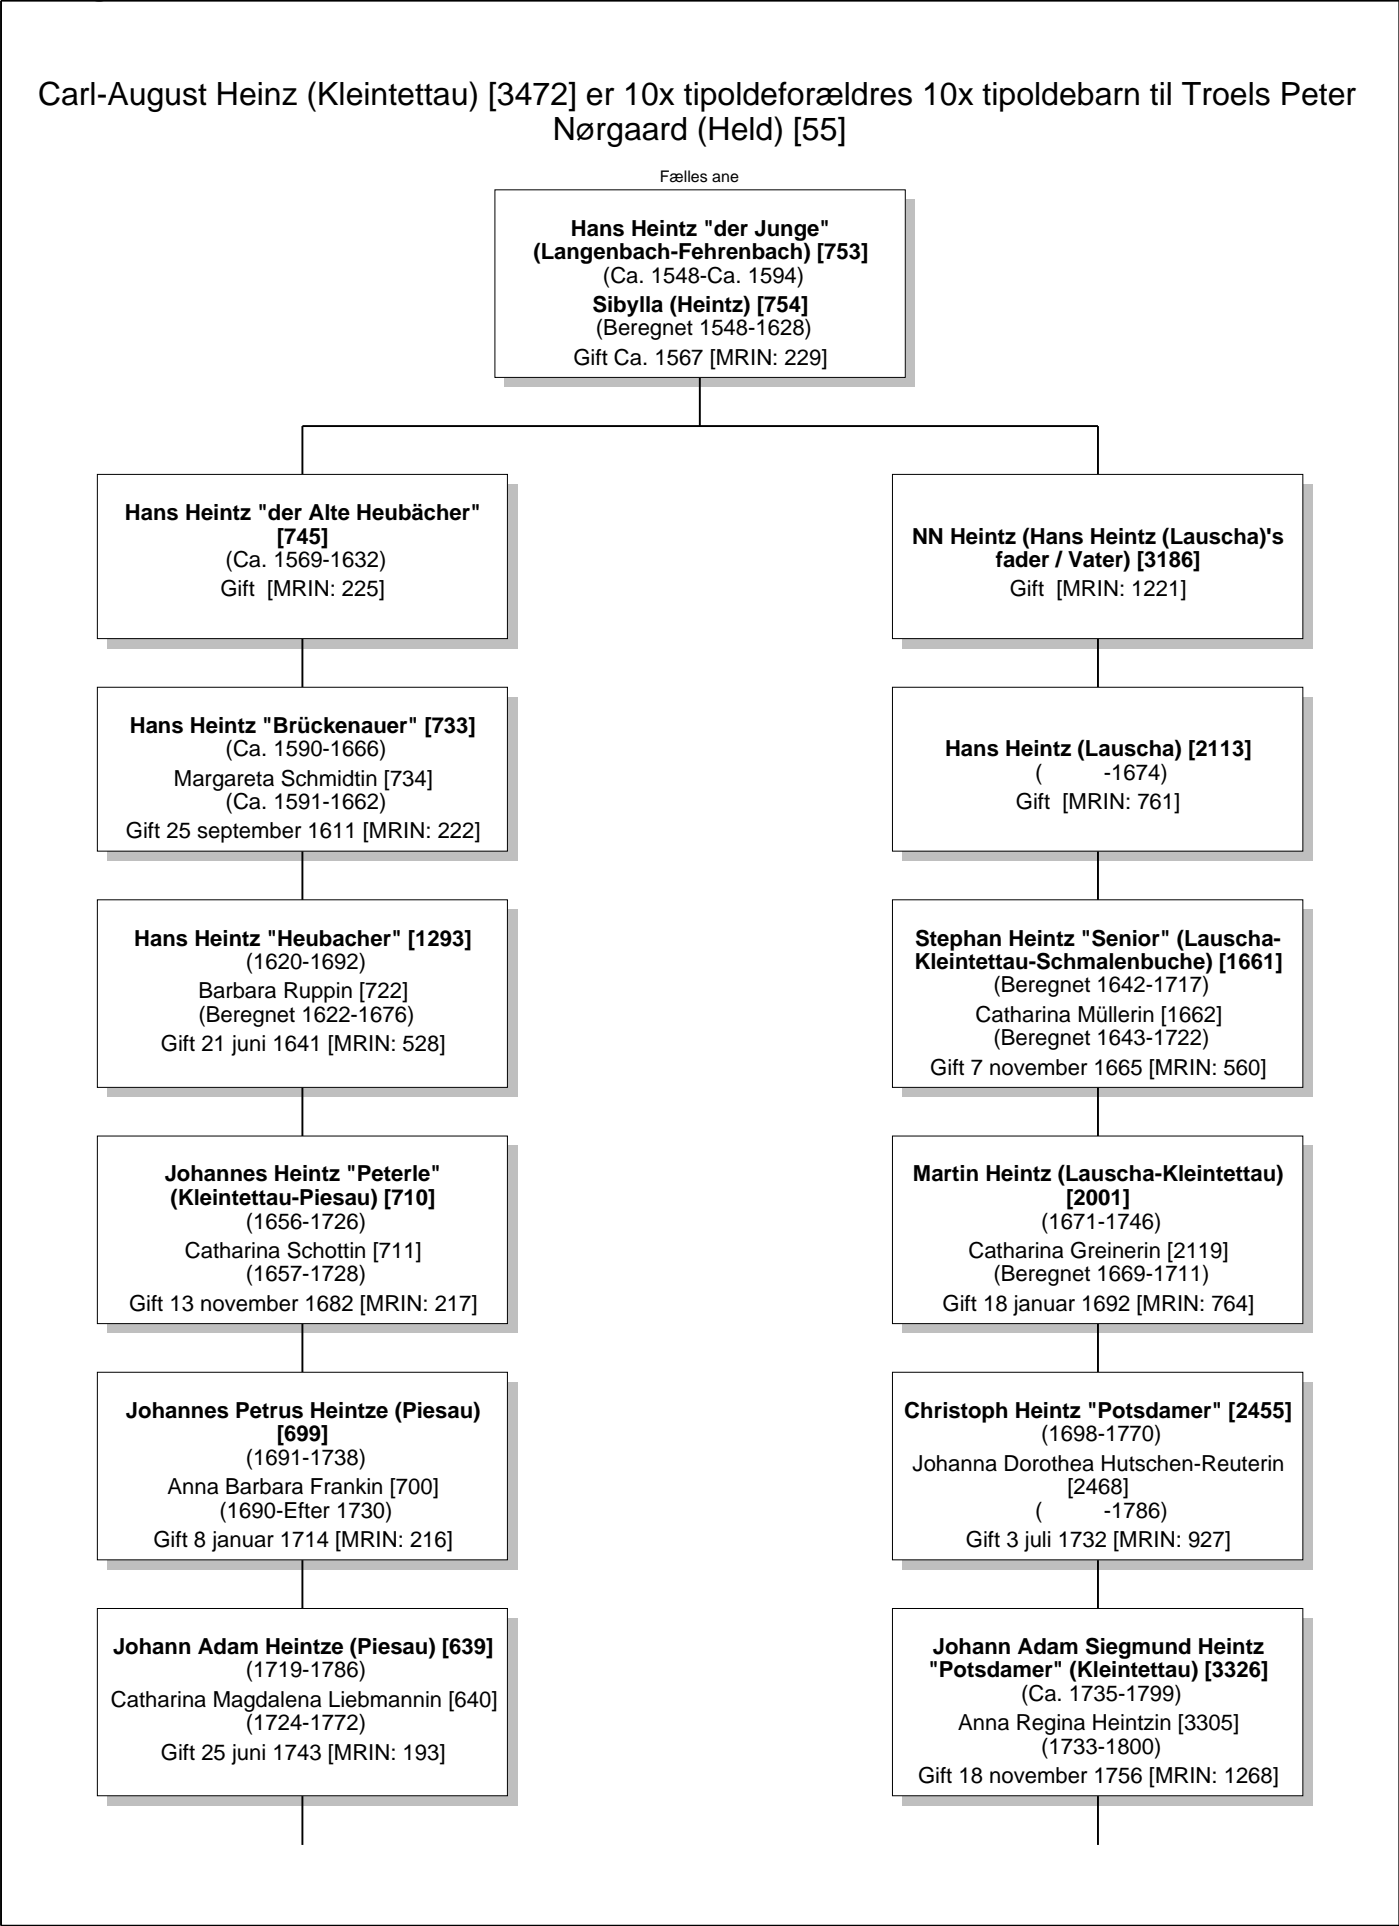 Carl-August Heinz (Kleintettau) [3472] er 10x tipoldeforældres 10x tipoldebarn til Troels Peter
Nørgaard (Held) [55]
Fælles ane
Hans Heintz "der Junge"
(Langenbach-Fehrenbach) [753]
(Ca. 1548-Ca. 1594)
Sibylla (Heintz) [754]
(Beregnet 1548-1628)
Gift Ca. 1567 [MRIN: 229]
Hans Heintz "der Alte Heubächer"
[745]
(Ca. 1569-1632)
Gift [MRIN: 225]
NN Heintz (Hans Heintz (Lauscha)'s
fader / Vater) [3186]
Gift [MRIN: 1221]
Hans Heintz "Brückenauer" [733]
(Ca. 1590-1666)
Margareta Schmidtin [734]
(Ca. 1591-1662)
Gift 25 september 1611 [MRIN: 222]
Hans Heintz (Lauscha) [2113]
( -1674)
Gift [MRIN: 761]
Hans Heintz "Heubacher" [1293]
(1620-1692)
Barbara Ruppin [722]
(Beregnet 1622-1676)
Gift 21 juni 1641 [MRIN: 528]
Stephan Heintz "Senior" (Lauscha-
Kleintettau-Schmalenbuche) [1661]
(Beregnet 1642-1717)
Catharina Müllerin [1662]
(Beregnet 1643-1722)
Gift 7 november 1665 [MRIN: 560]
Johannes Heintz "Peterle"
(Kleintettau-Piesau) [710]
(1656-1726)
Catharina Schottin [711]
(1657-1728)
Gift 13 november 1682 [MRIN: 217]
Martin Heintz (Lauscha-Kleintettau)
[2001]
(1671-1746)
Catharina Greinerin [2119]
(Beregnet 1669-1711)
Gift 18 januar 1692 [MRIN: 764]
Johannes Petrus Heintze (Piesau)
[699]
(1691-1738)
Anna Barbara Frankin [700]
(1690-Efter 1730)
Gift 8 januar 1714 [MRIN: 216]
Christoph Heintz "Potsdamer" [2455]
(1698-1770)
Johanna Dorothea Hutschen-Reuterin
[2468]
( -1786)
Gift 3 juli 1732 [MRIN: 927]
Johann Adam Heintze (Piesau) [639]
(1719-1786)
Catharina Magdalena Liebmannin [640]
(1724-1772)
Gift 25 juni 1743 [MRIN: 193]
Johann Adam Siegmund Heintz
"Potsdamer" (Kleintettau) [3326]
(Ca. 1735-1799)
Anna Regina Heintzin [3305]
(1733-1800)
Gift 18 november 1756 [MRIN: 1268]